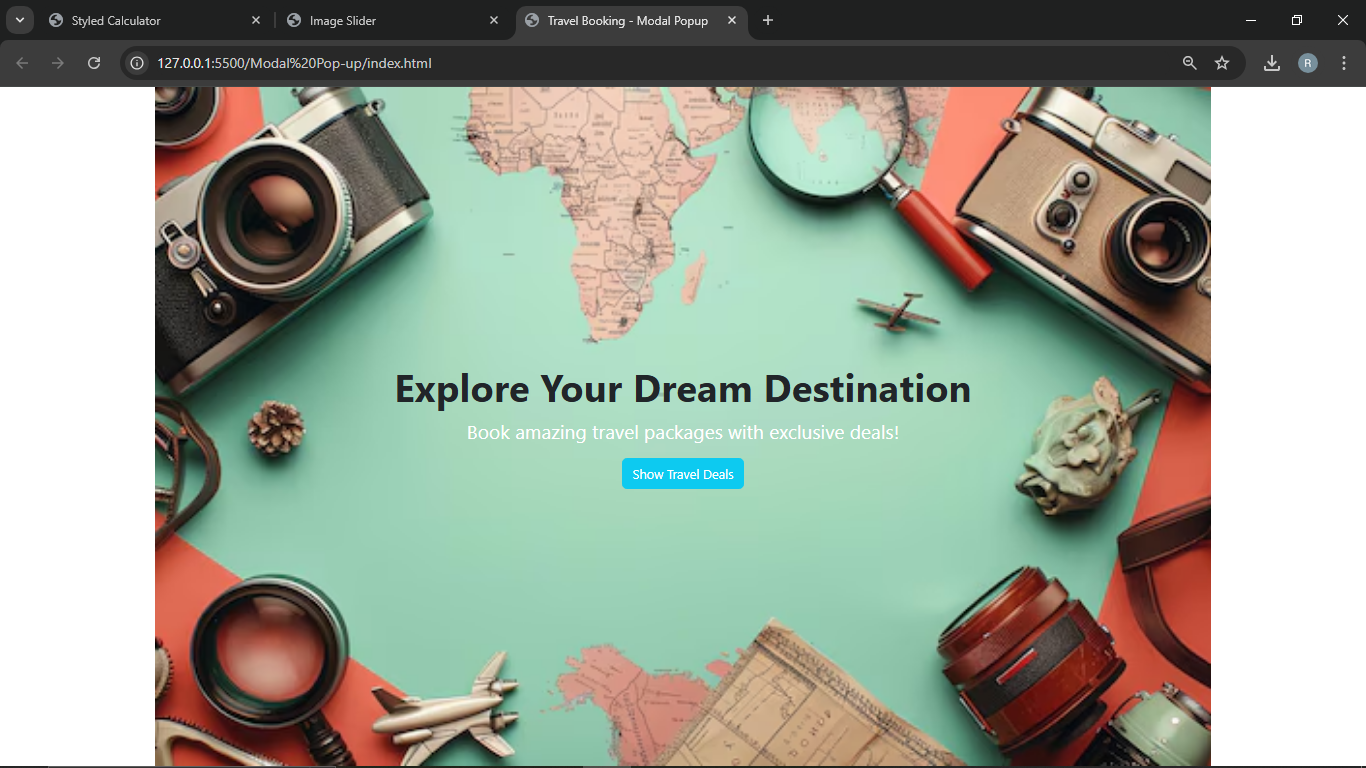 Styled Calculator
Image Slider
Travel Booking - Modal Popup
127.0.0.1:5500/Modal%20Pop-up/index.html
R
Explore Your Dream Destination
Book amazing travel packages with exclusive deals!
Show Travel Deals